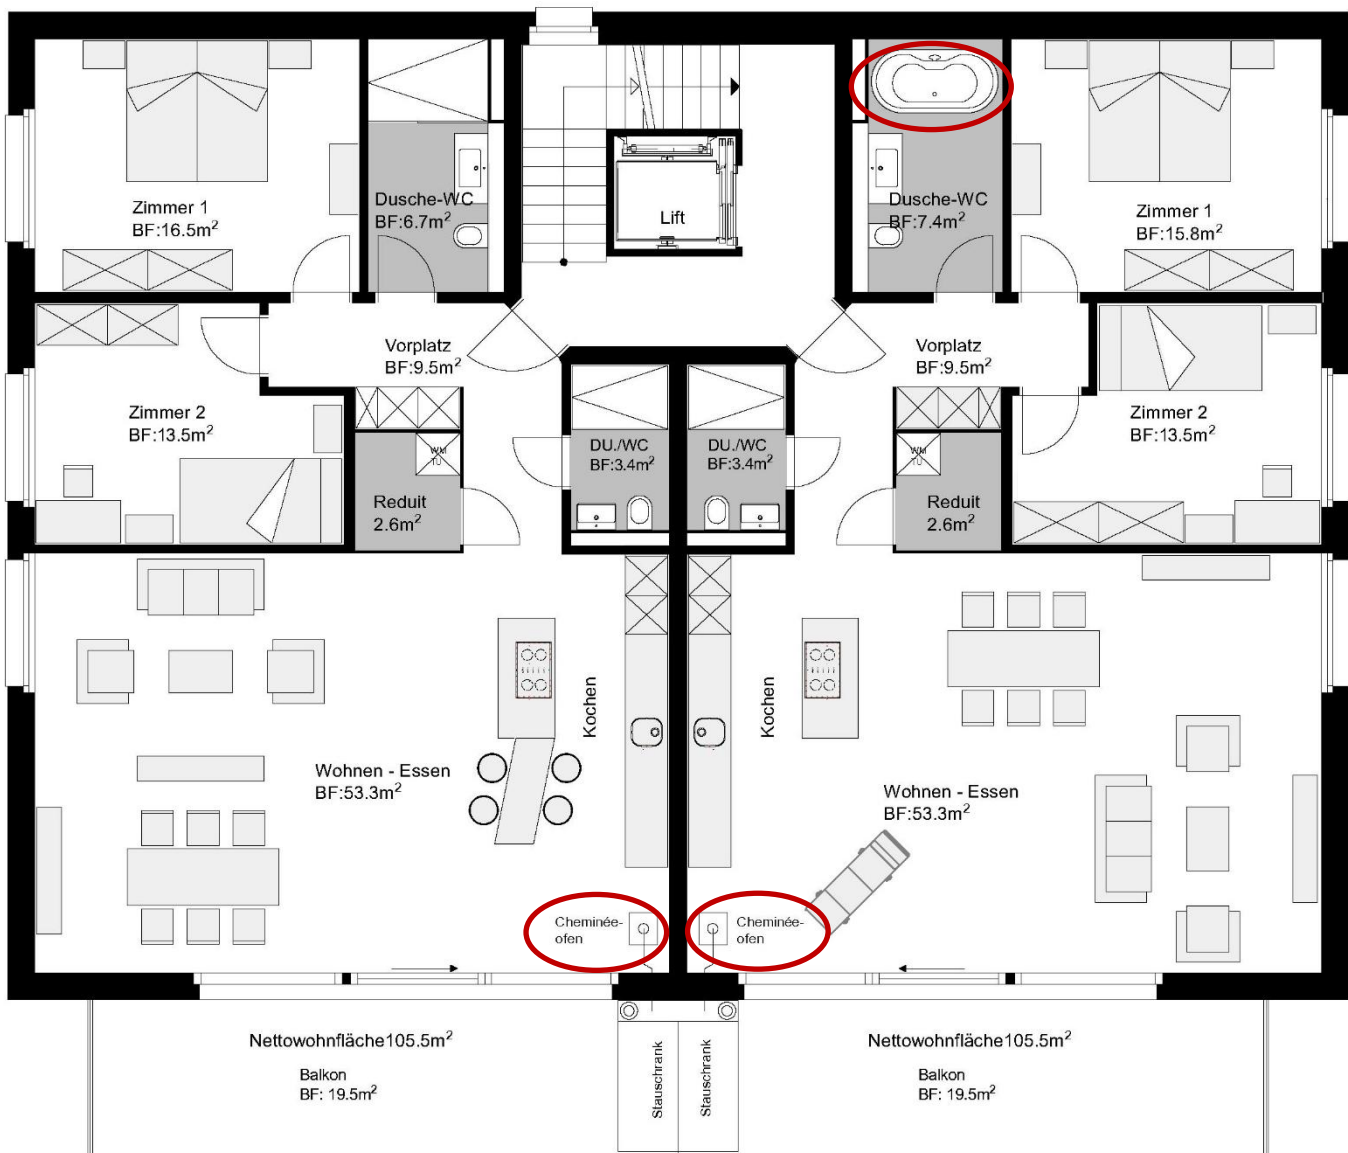 Zimmer 1
BF:16.5m²
Dusche-WC
BF:6.7m²
Lift
Dusche-WC
BF:7.4m²
Zimmer 1
BF:15.8m²
Vorplatz
BF:9.5m²
Vorplatz
BF:9.5m²
Zimmer 2
BF:13.5m²
Zimmer 2
BF:13.5m²
DU./WC
BF:3.4m²
DU./WC
BF:3.4m²
WM
TU
WM
TU
Reduit
2.6m²
Reduit
2.6m²
Kochen
Kochen
Wohnen - Essen
BF:53.3m²
Wohnen - Essen
BF:53.3m²
Cheminée-
ofen
Cheminée-
ofen
Nettowohnfläche105.5m²
Balkon
BF: 19.5m²
Stauschrank
Stauschrank
Nettowohnfläche105.5m²
Balkon
BF: 19.5m²